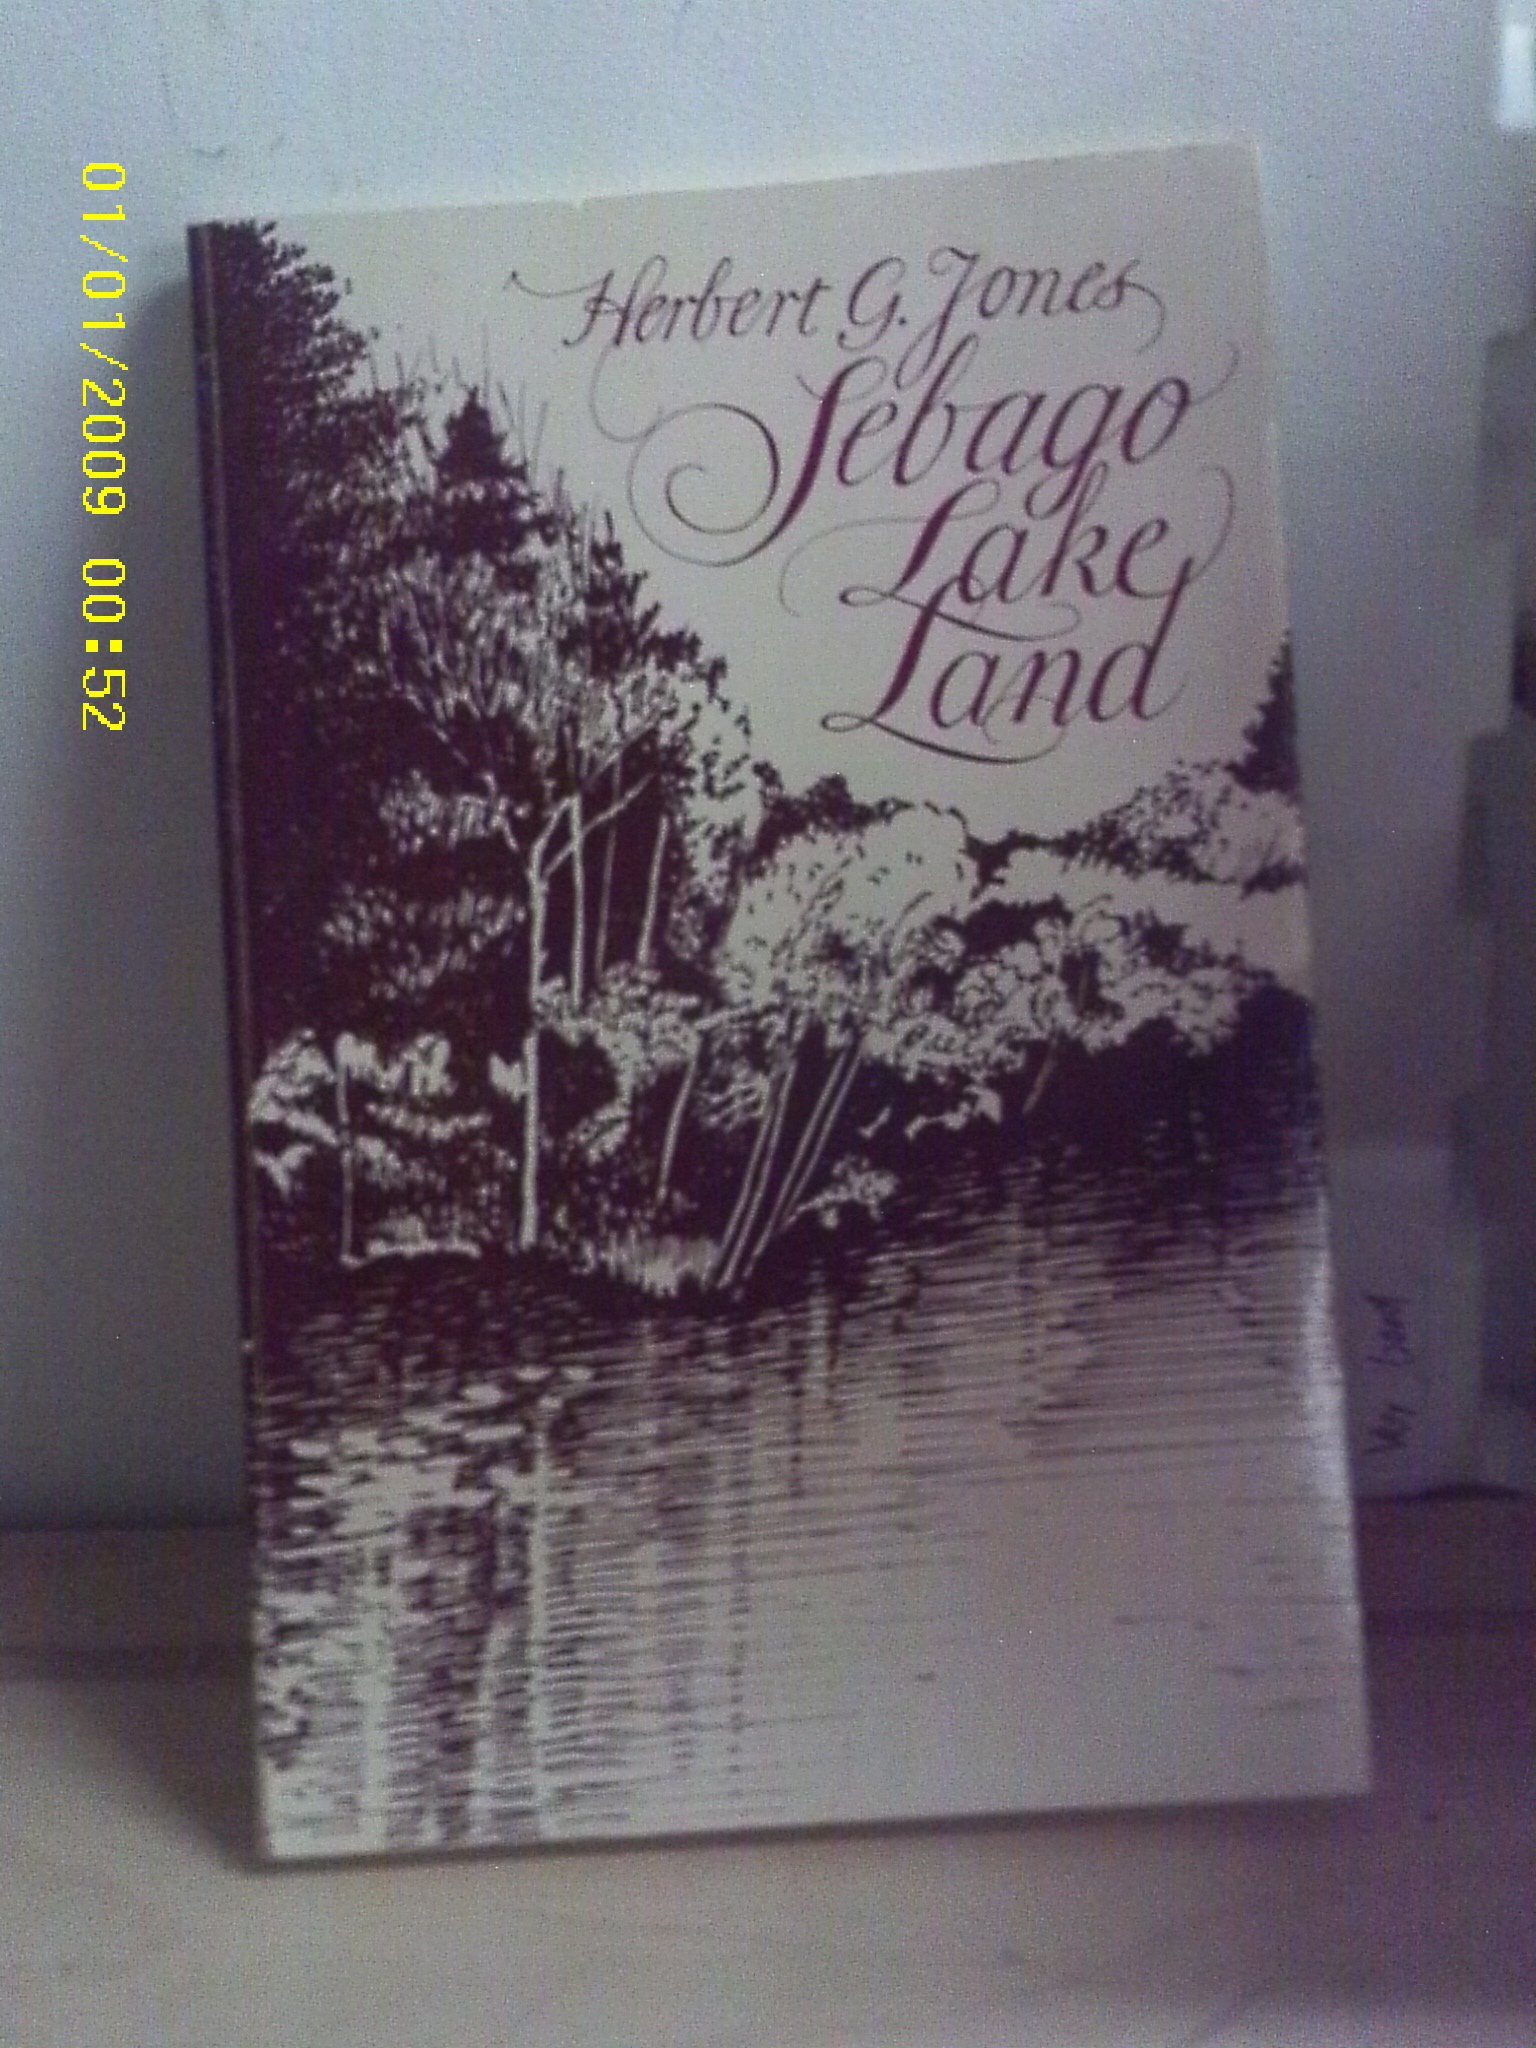 Herbert G. Jones
Sebago
Lake
Land
01/01/2009 00:52